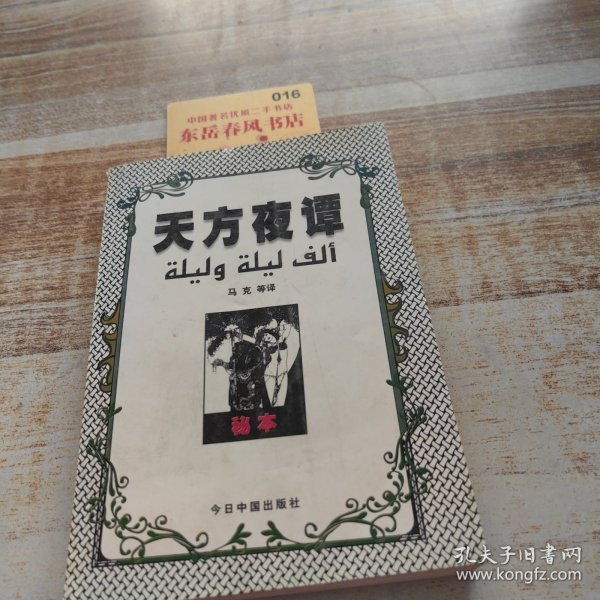 016
中国著名优质二手书店
东岳春风书店
天方夜谭
ألف ليلة وليلة
马克 等译
秘本
今日中国出版社
孔夫子旧书网
www.kongfz.com